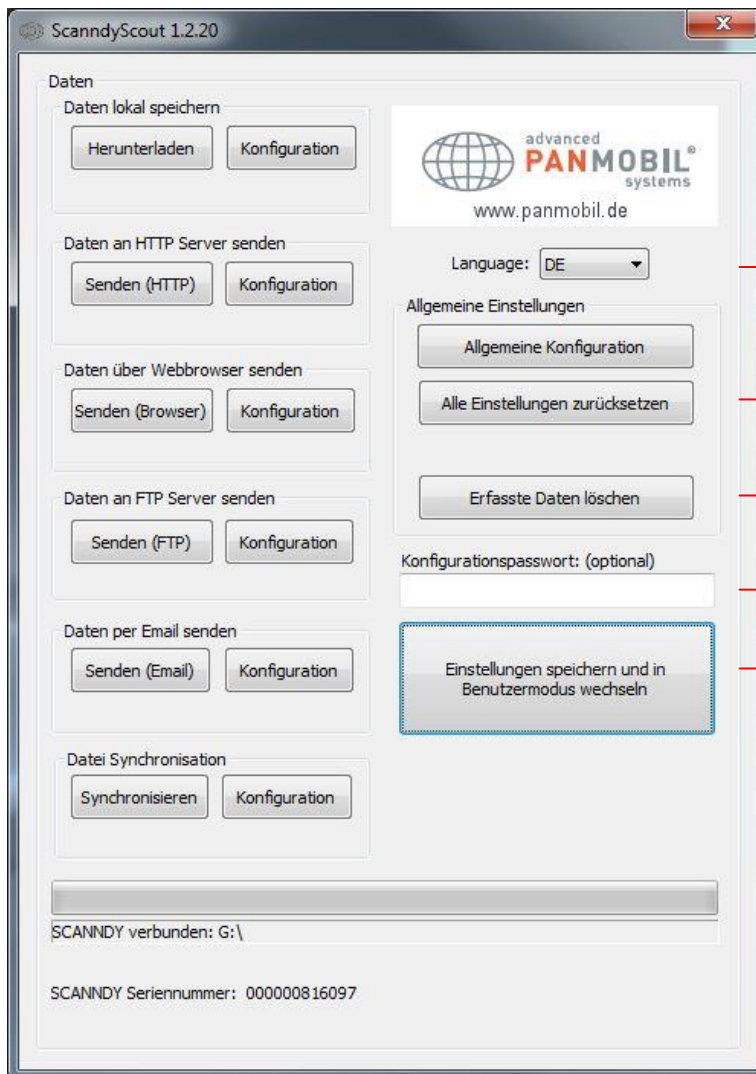 ScanndyScout 1.2.20
Daten
Daten lokal speichern
Herunterladen
Konfiguration
Daten an HTTP Server senden
Senden (HTTP)
Konfiguration
Daten über Webbrowser senden
Senden (Browser)
Konfiguration
Daten an FTP Server senden
Senden (FTP)
Konfiguration
Daten per Email senden
Senden (Email)
Konfiguration
Datei Synchronisation
Synchronisieren
Konfiguration
advanced
PANMOBIL®
systems
www.panmobil.de
Language: DE
Allgemeine Einstellungen
Allgemeine Konfiguration
Alle Einstellungen zurücksetzen
Erfasste Daten löschen
Konfigurationspasswort: (optional)
Einstellungen speichern und in
Benutzermodus wechseln
SCANNDY verbunden: G:\
SCANNDY Seriennummer: 000000816097